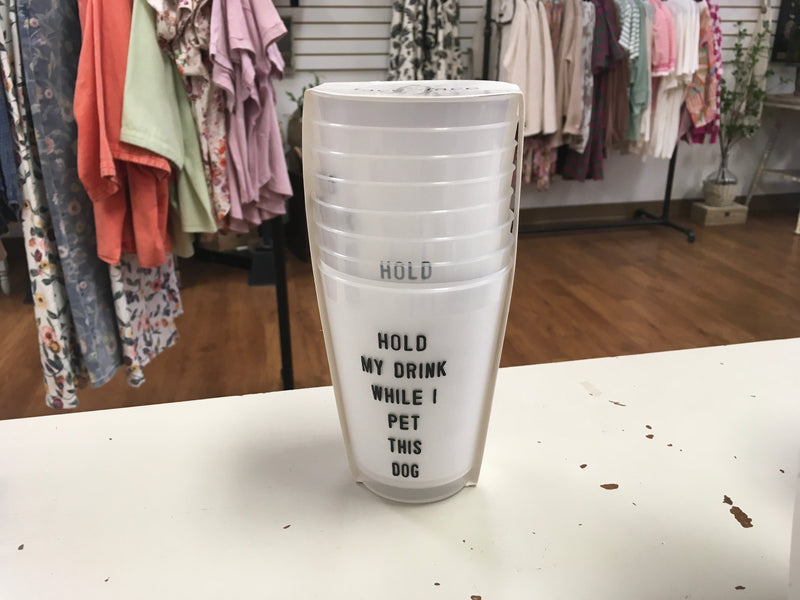 HOLD
HOLD
MY DRINK
WHILE I
PET
THIS
DOG